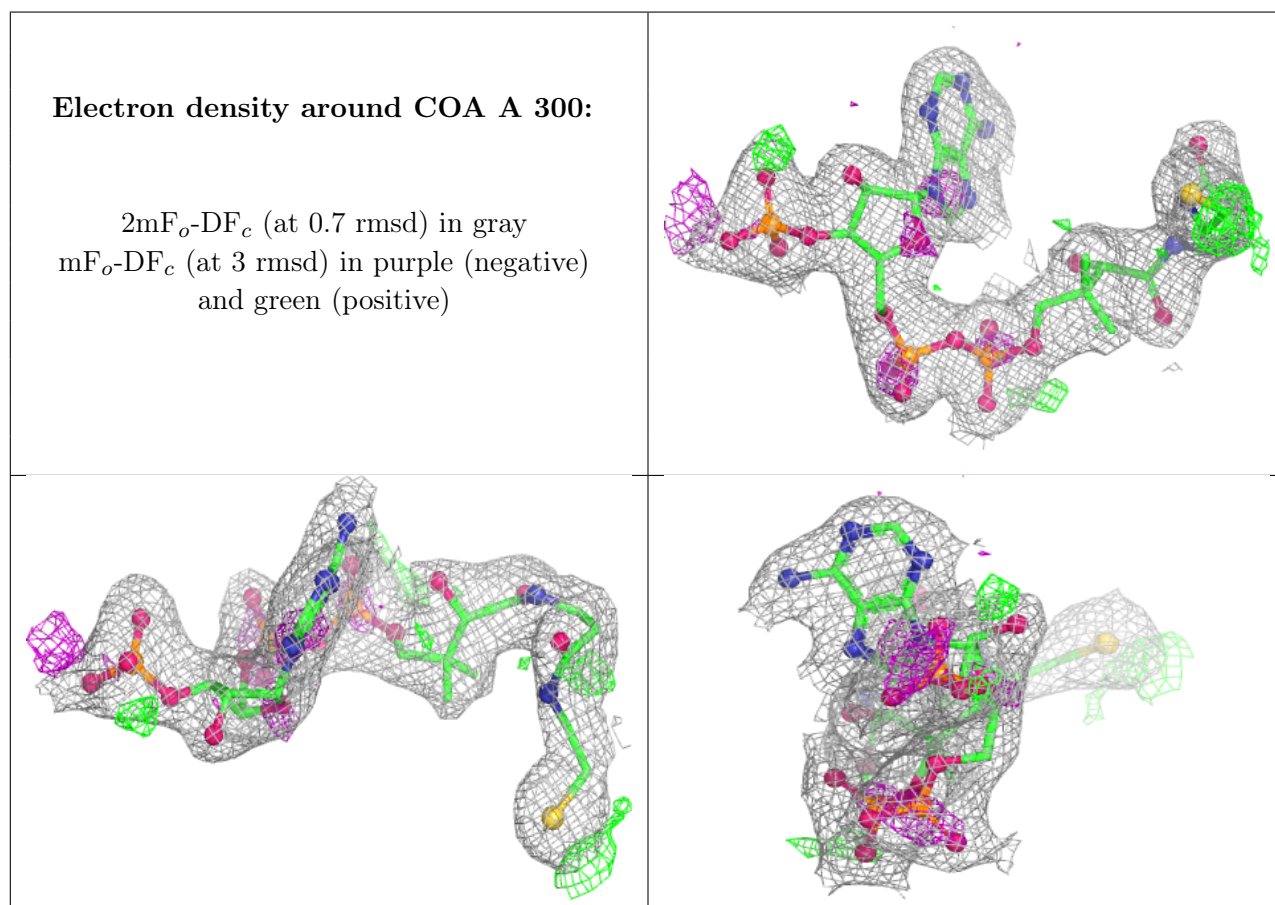 Electron density around COA A 300:
2mFₒ-DF𝒸 (at 0.7 rmsd) in gray
mFₒ-DF𝒸 (at 3 rmsd) in purple (negative)
and green (positive)